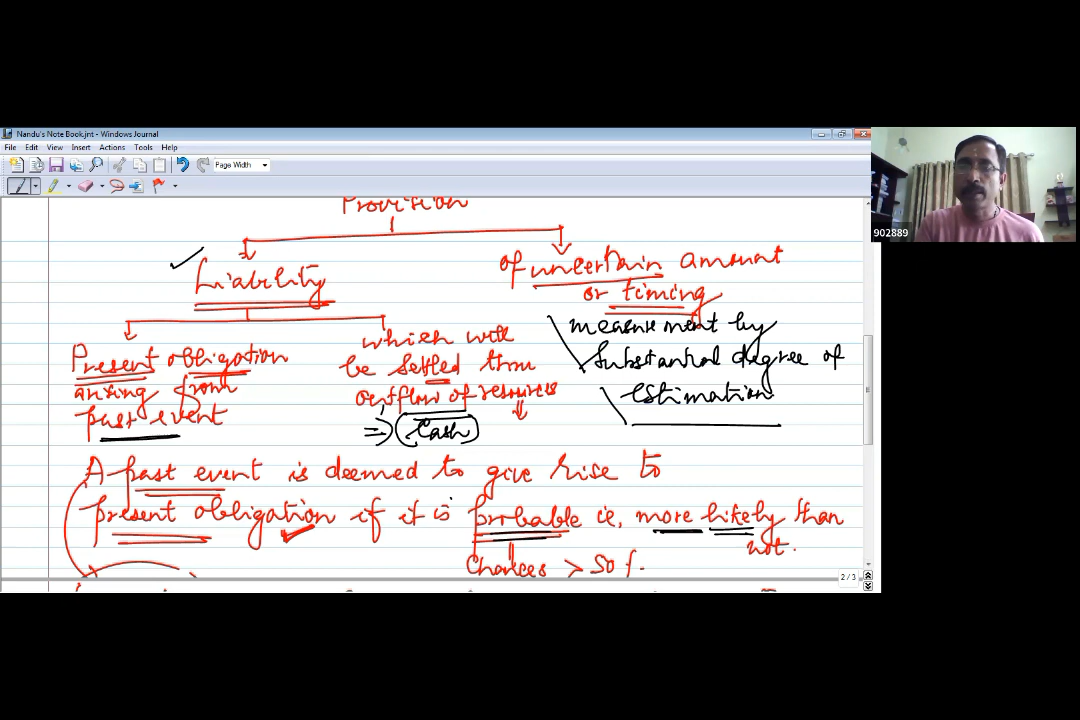 Nandu's Note Book.jnt - Windows Journal
File Edit View Insert Actions Tools Help
Page Width
902889
Provision
Liability
of uncertain amount
or timing
measurement by
substantial degree of
estimation
Present obligation
arising from
past event
which will
be settled thru
outflow of resources
=> Cash
A past event is deemed to give rise to
present obligation if it is probable ie, more likely than
not.
Chances > 50%
2 / 3